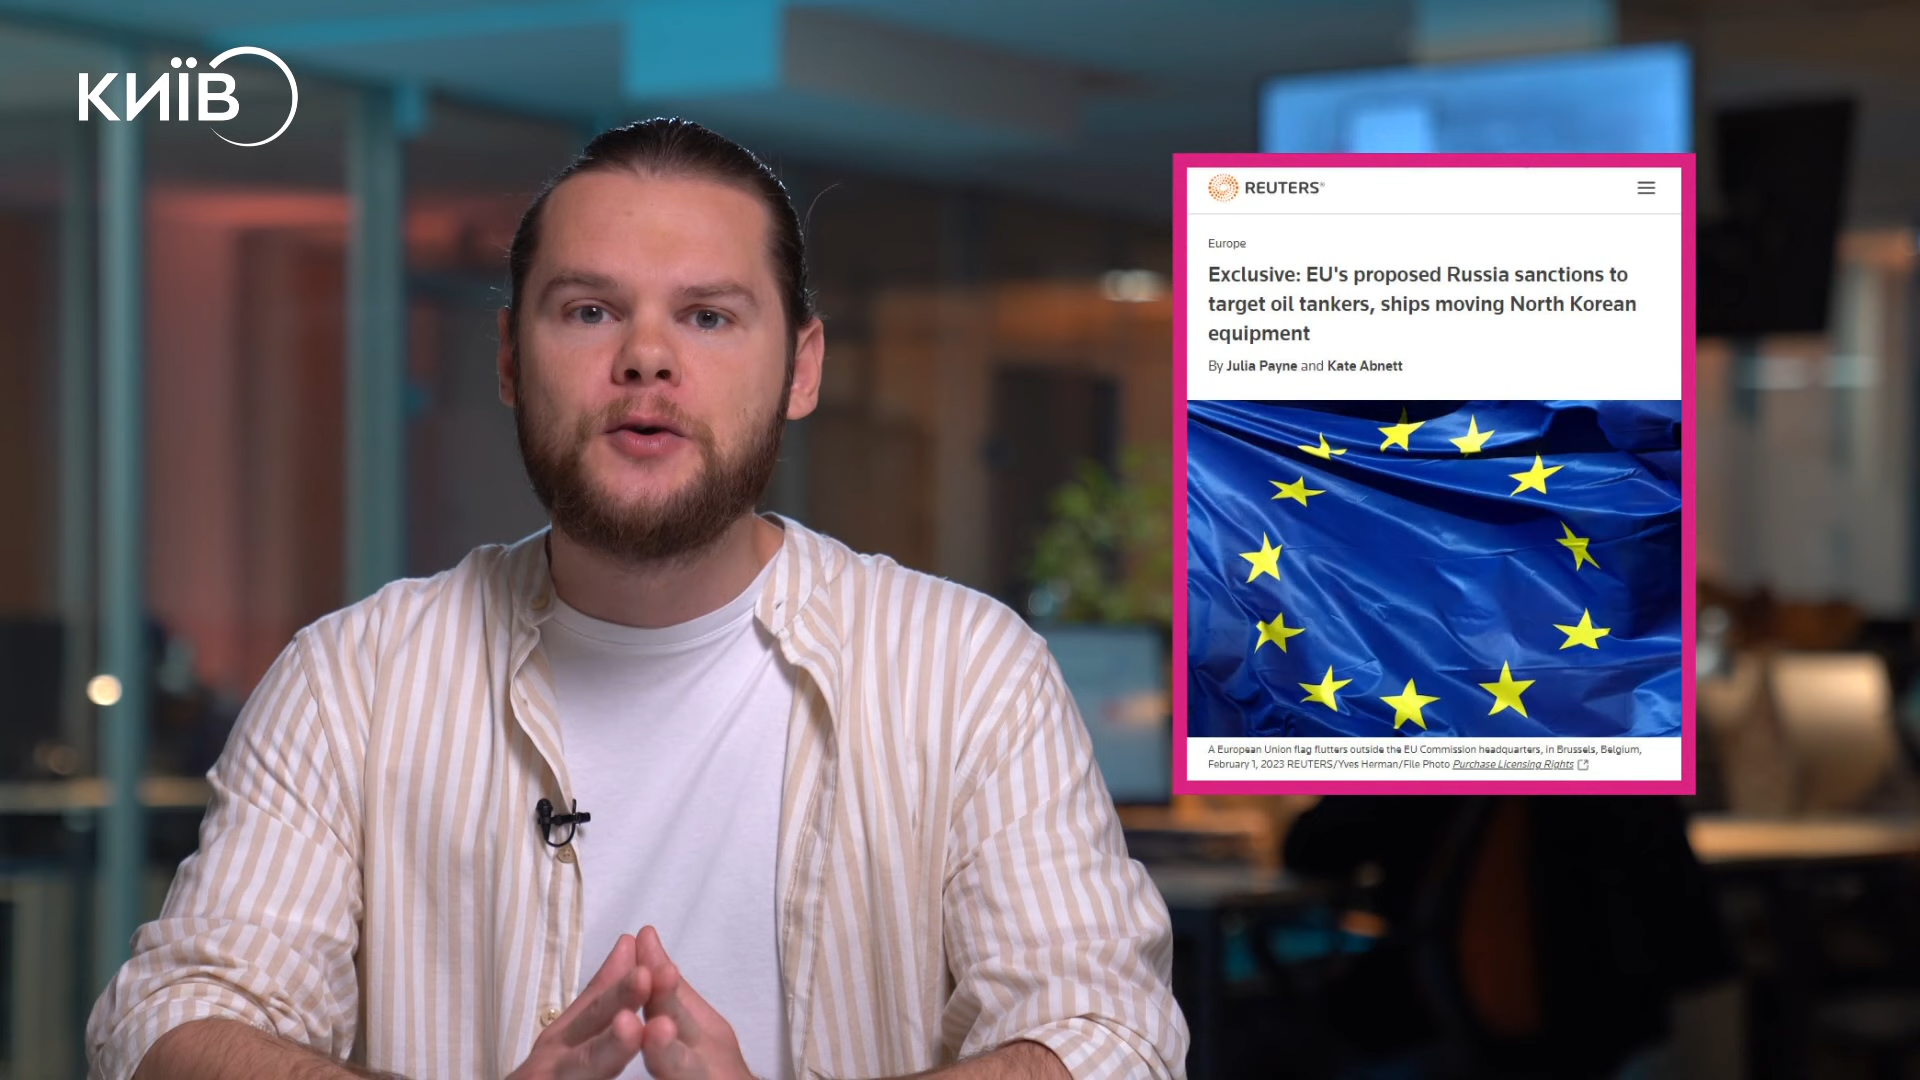 КИЇВ
REUTERS®
Europe
Exclusive: EU's proposed Russia sanctions to
target oil tankers, ships moving North Korean
equipment
By Julia Payne and Kate Abnett
A European Union flag flutters outside the EU Commission headquarters, in Brussels, Belgium,
February 1, 2023 REUTERS/Yves Herman/File Photo Purchase Licensing Rights